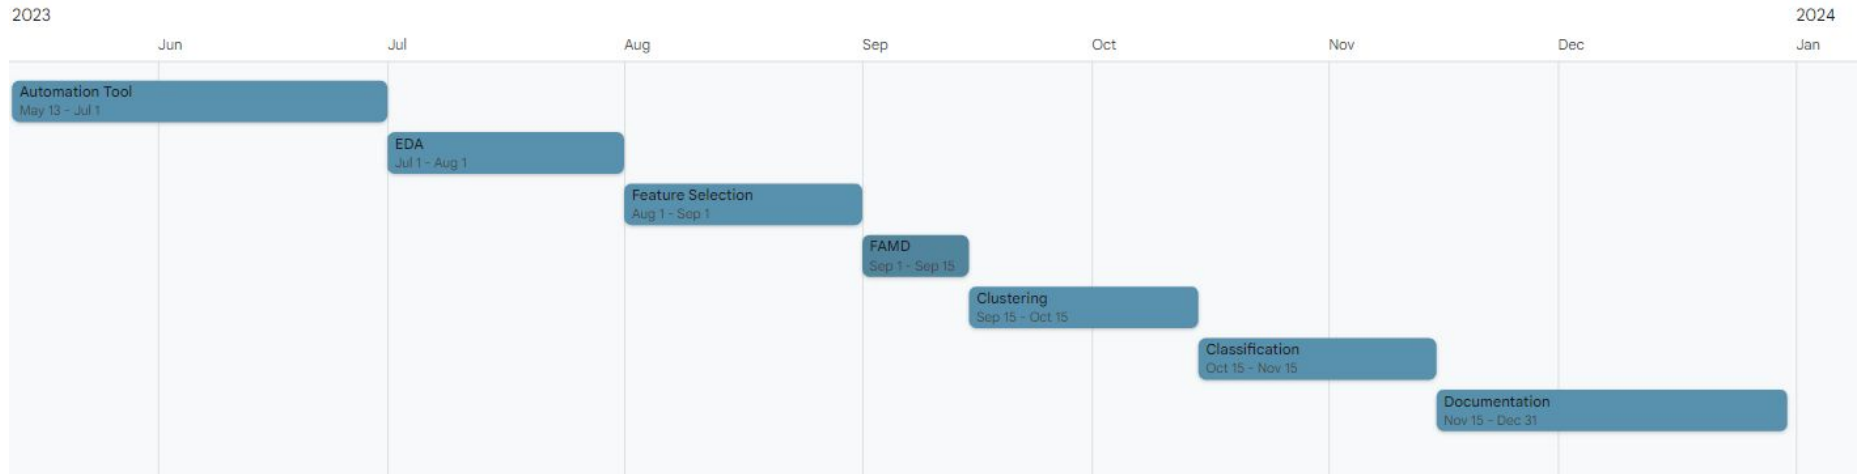 2023 2024
Jun Jul Aug Sep Oct Nov Dec Jan
Automation Tool
May 13 - Jul 1
EDA
Jul 1 - Aug 1
Feature Selection
Aug 1 - Sep 1
FAMD
Sep 1 - Sep 15
Clustering
Sep 15 - Oct 15
Classification
Oct 15 - Nov 15
Documentation
Nov 15 - Dec 31